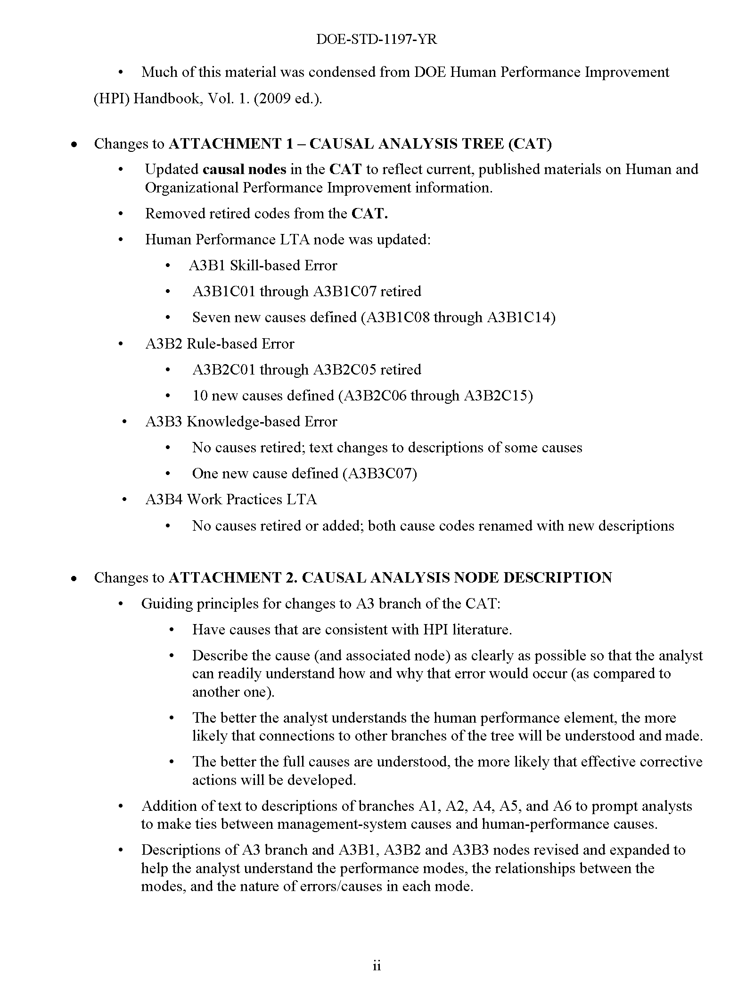 DOE-STD-1197-YR
• Much of this material was condensed from DOE Human Performance Improvement
(HPI) Handbook, Vol. 1. (2009 ed.).
• Changes to ATTACHMENT 1 – CAUSAL ANALYSIS TREE (CAT)
• Updated causal nodes in the CAT to reflect current, published materials on Human and
Organizational Performance Improvement information.
• Removed retired codes from the CAT.
• Human Performance LTA node was updated:
• A3B1 Skill-based Error
• A3B1C01 through A3B1C07 retired
• Seven new causes defined (A3B1C08 through A3B1C14)
• A3B2 Rule-based Error
• A3B2C01 through A3B2C05 retired
• 10 new causes defined (A3B2C06 through A3B2C15)
• A3B3 Knowledge-based Error
• No causes retired; text changes to descriptions of some causes
• One new cause defined (A3B3C07)
• A3B4 Work Practices LTA
• No causes retired or added; both cause codes renamed with new descriptions
• Changes to ATTACHMENT 2. CAUSAL ANALYSIS NODE DESCRIPTION
• Guiding principles for changes to A3 branch of the CAT:
• Have causes that are consistent with HPI literature.
• Describe the cause (and associated node) as clearly as possible so that the analyst
can readily understand how and why that error would occur (as compared to
another one).
• The better the analyst understands the human performance element, the more
likely that connections to other branches of the tree will be understood and made.
• The better the full causes are understood, the more likely that effective corrective
actions will be developed.
• Addition of text to descriptions of branches A1, A2, A4, A5, and A6 to prompt analysts
to make ties between management-system causes and human-performance causes.
• Descriptions of A3 branch and A3B1, A3B2 and A3B3 nodes revised and expanded to
help the analyst understand the performance modes, the relationships between the
modes, and the nature of errors/causes in each mode.
ii